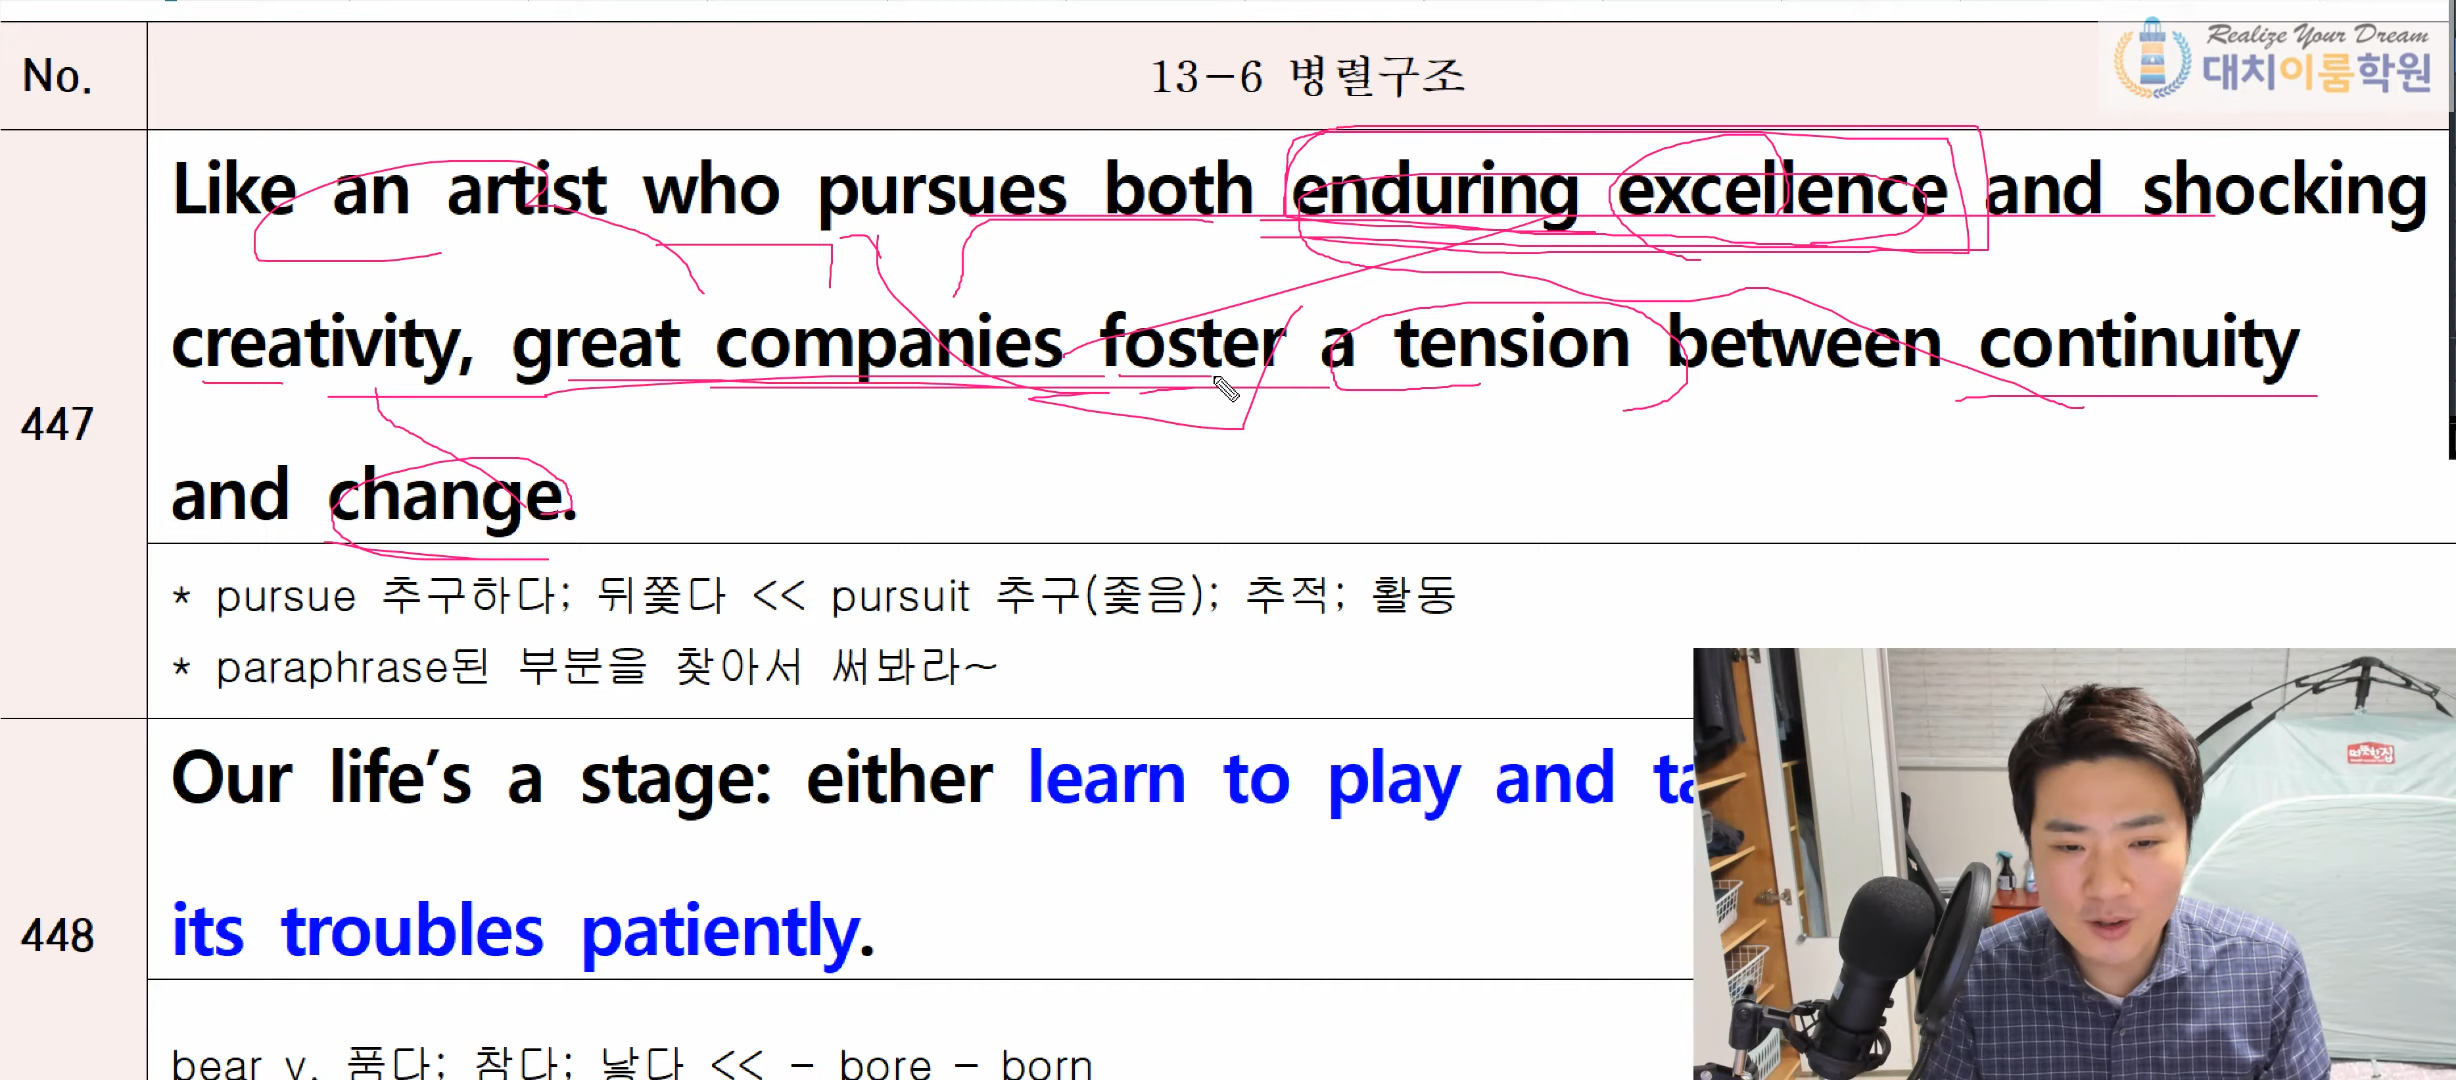 Realize Your Dream
대치이룸학원
No.
13-6 병렬구조
447
Like an artist who pursues both enduring excellence and shocking
creativity, great companies foster a tension between continuity
and change.
* pursue 추구하다; 뒤쫓다 << pursuit 추구(좇음); 추적; 활동
* paraphrase된 부분을 찾아서 써봐라~
448
Our life's a stage: either learn to play and
its troubles patiently.
bear v. 품다; 참다; 낳다 << - bore - born